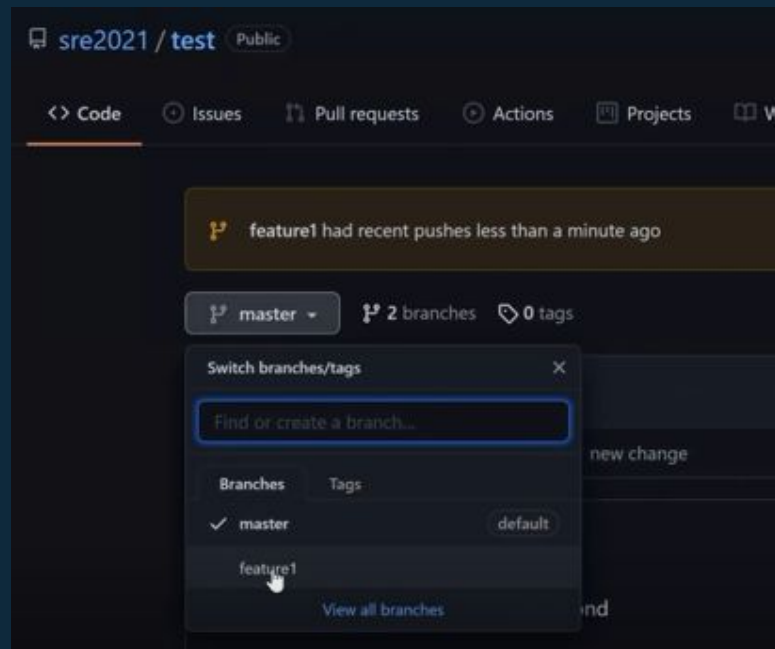 sre2021 / test Public
<> Code Issues Pull requests Actions Projects W
feature1 had recent pushes less than a minute ago
master 2 branches 0 tags
Switch branches/tags
Find or create a branch...
new change
Branches Tags
master default
feature1
View all branches
ond